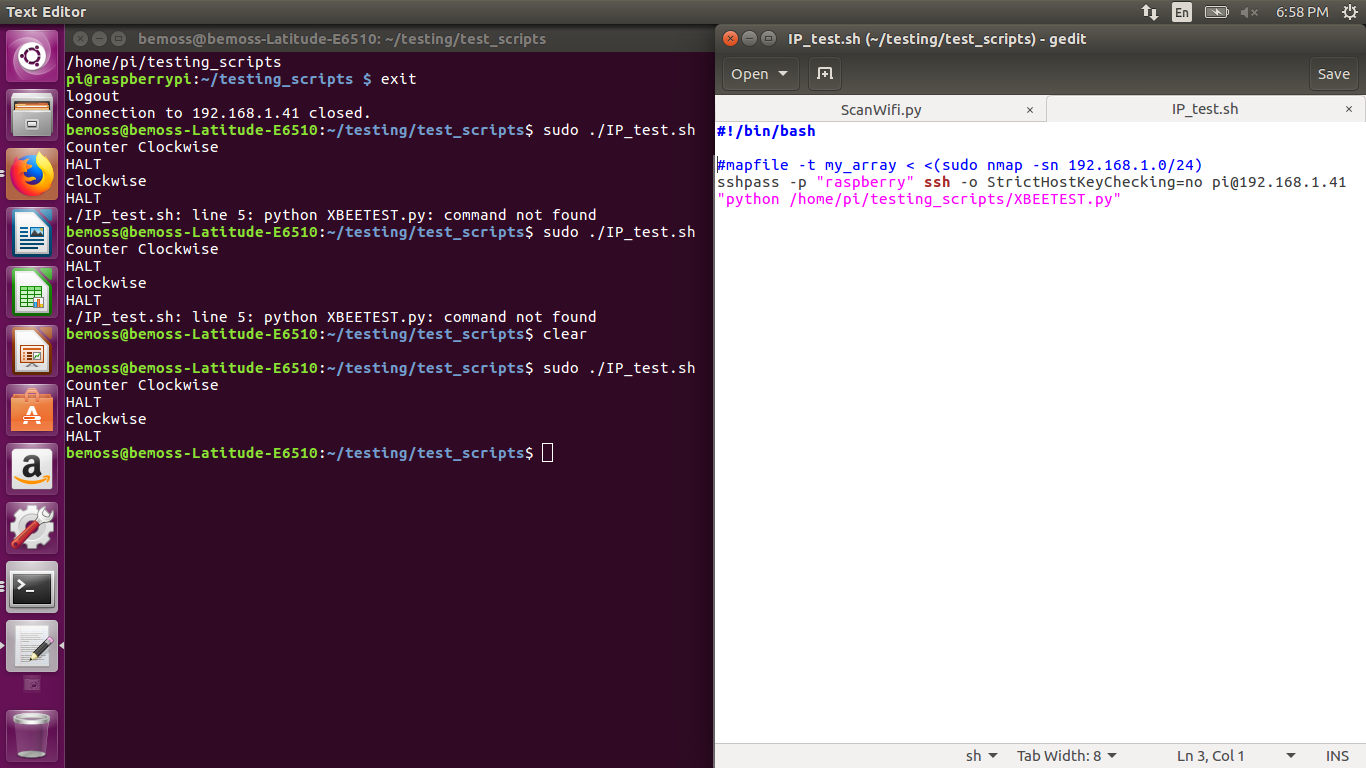 Text Editor
En
6:58 PM
bemoss@bemoss-Latitude-E6510: ~/testing/test_scripts
/home/pi/testing_scripts
pi@raspberrypi:~/testing_scripts $ exit
logout
Connection to 192.168.1.41 closed.
bemoss@bemoss-Latitude-E6510:~/testing/test_scripts$ sudo ./IP_test.sh
Counter Clockwise
HALT
clockwise
HALT
./IP_test.sh: line 5: python XBEETEST.py: command not found
bemoss@bemoss-Latitude-E6510:~/testing/test_scripts$ sudo ./IP_test.sh
Counter Clockwise
HALT
clockwise
HALT
./IP_test.sh: line 5: python XBEETEST.py: command not found
bemoss@bemoss-Latitude-E6510:~/testing/test_scripts$ clear
bemoss@bemoss-Latitude-E6510:~/testing/test_scripts$ sudo ./IP_test.sh
Counter Clockwise
HALT
clockwise
HALT
bemoss@bemoss-Latitude-E6510:~/testing/test_scripts$
IP_test.sh (~/testing/test_scripts) - gedit
Open
Save
ScanWifi.py
IP_test.sh
#!/bin/bash
#mapfile -t my_array < <(sudo nmap -sn 192.168.1.0/24)
sshpass -p "raspberry" ssh -o StrictHostKeyChecking=no pi@192.168.1.41
"python /home/pi/testing_scripts/XBEETEST.py"
sh
Tab Width: 8
Ln 3, Col 1
INS